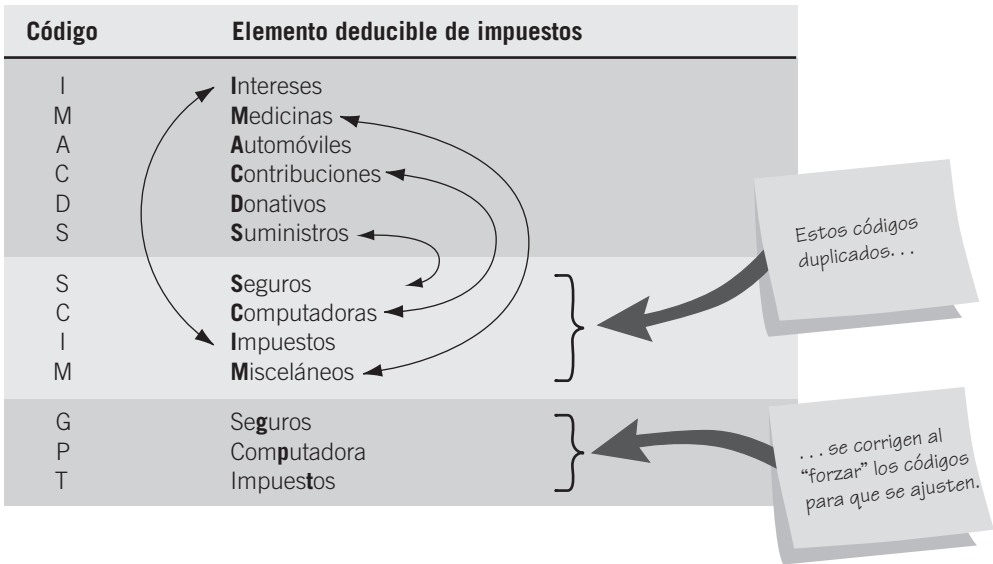 Código Elemento deducible de impuestos
I Intereses
M Medicinas
A Automóviles
C Contribuciones
D Donativos
S Suministros
S Seguros
C Computadoras
I Impuestos
M Misceláneos
Estos códigos
duplicados. . .
G Seguros
P Computadora
T Impuestos
. . . se corrigen al
“forzar” los códigos
para que se ajusten.